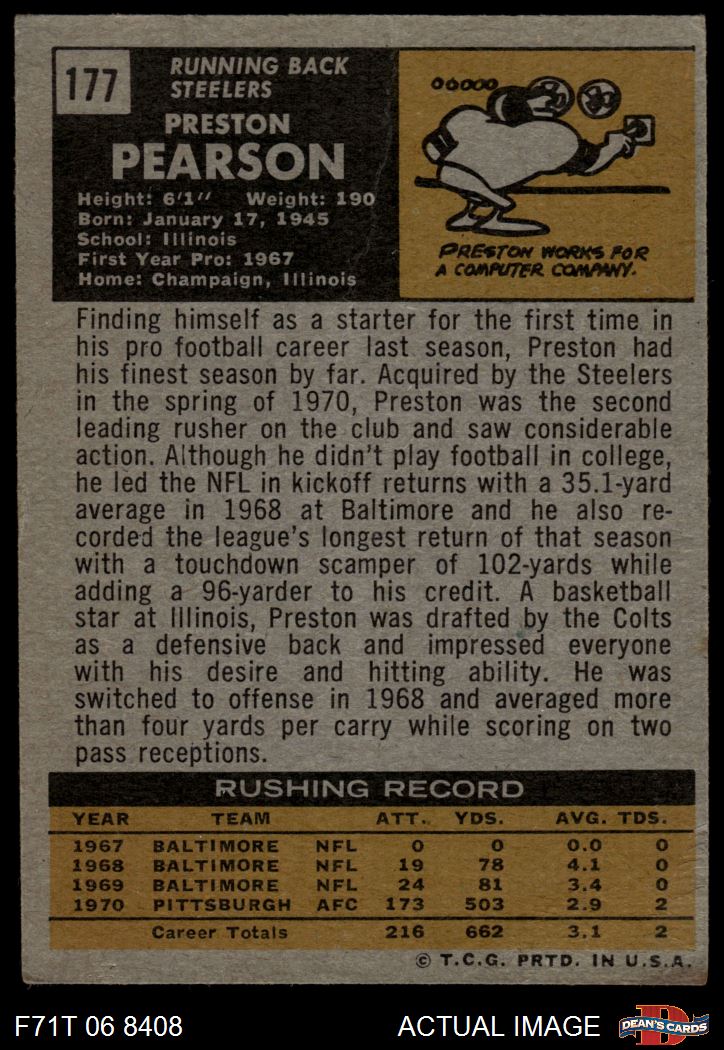 177
RUNNING BACK
STEELERS
PRESTON
PEARSON
Height: 6'1" Weight: 190
Born: January 17, 1945
School: Illinois
First Year Pro: 1967
Home: Champaign, Illinois
PRESTON WORKS FOR
A COMPUTER COMPANY.
Finding himself as a starter for the first time in
his pro football career last season, Preston had
his finest season by far. Acquired by the Steelers
in the spring of 1970, Preston was the second
leading rusher on the club and saw considerable
action. Although he didn't play football in college,
he led the NFL in kickoff returns with a 35.1-yard
average in 1968 at Baltimore and he also re-
corded the league's longest return of that season
with a touchdown scamper of 102-yards while
adding a 96-yarder to his credit. A basketball
star at Illinois, Preston was drafted by the Colts
as a defensive back and impressed everyone
with his desire and hitting ability. He was
switched to offense in 1968 and averaged more
than four yards per carry while scoring on two
pass receptions.
RUSHING RECORD
YEAR TEAM ATT. YDS. AVG. TDS.
1967 BALTIMORE NFL 0 0 0.0 0
1968 BALTIMORE NFL 19 78 4.1 0
1969 BALTIMORE NFL 24 81 3.4 0
1970 PITTSBURGH AFC 173 503 2.9 2
Career Totals 216 662 3.1 2
© T.C.G. PRTD. IN U.S.A.
F71T 06 8408
ACTUAL IMAGE
D
DEAN'S CARDS